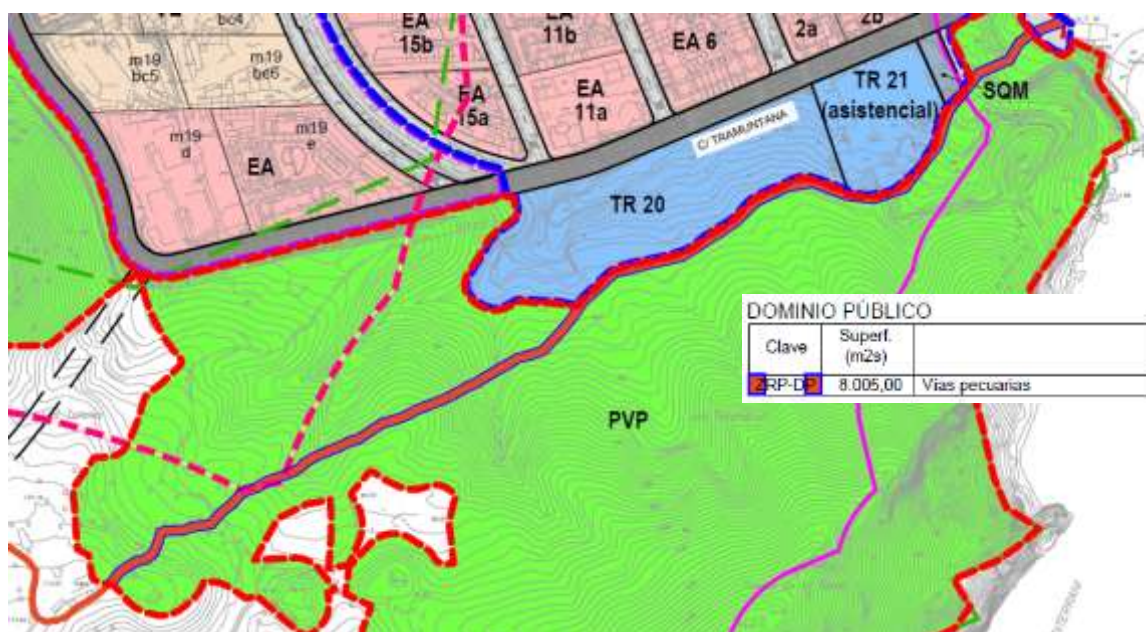 bc4
EA
15b
EA
11b
2a
2b
m19
bc5
m19
bc6
EA 6
TR 21
(asistencial)
SQM
EA
15a
EA
11a
m19
d
m19
e
EA
C/ TRAMUNTANA
TR 20
DOMINIO PÚBLICO
Clave
Superf.
(m2s)
ZRP-DP
8.005,00
Vías pecuarias
PVP